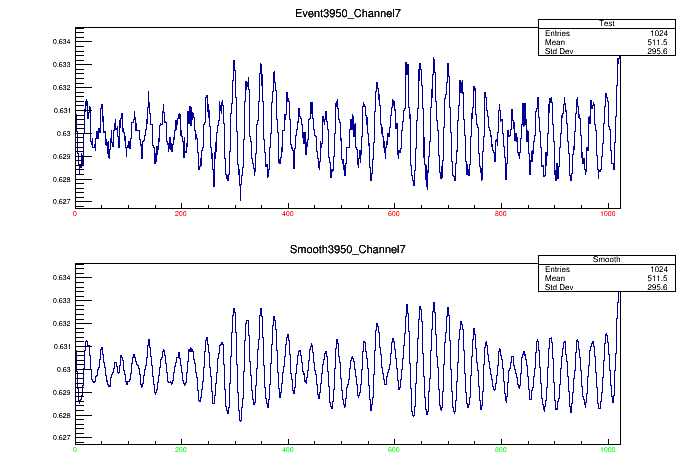 Event3950_Channel7
Test
Entries 1024
Mean 511.5
Std Dev 295.6
0.634
0.633
0.632
0.631
0.63
0.629
0.628
0.627
0 200 400 600 800 1000
Smooth3950_Channel7
Smooth
Entries 1024
Mean 511.5
Std Dev 295.6
0.634
0.633
0.632
0.631
0.63
0.629
0.628
0.627
0 200 400 600 800 1000